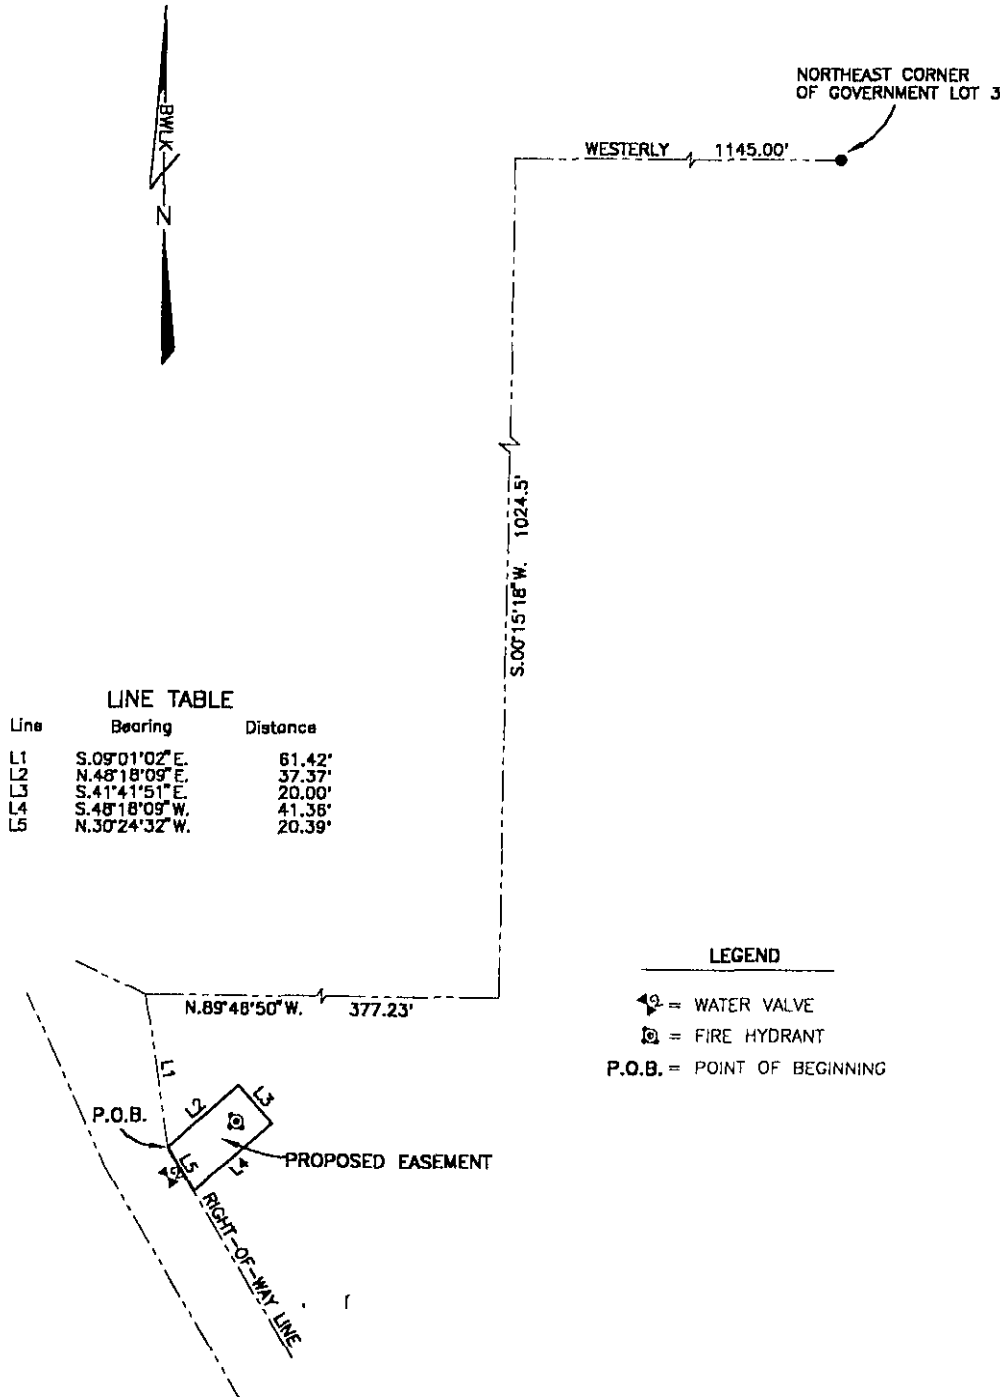 NORTHEAST CORNER
OF GOVERNMENT LOT 3
BWLK
N
WESTERLY 1145.00'
S.00°15'18"W. 1024.5'
LINE TABLE
Line Bearing Distance
L1 S.09°01'02"E. 61.42'
L2 N.48°18'09"E. 37.37'
L3 S.41°41'51"E. 20.00'
L4 S.48°18'09"W. 41.36'
L5 N.30°24'32"W. 20.39'
N.89°48'50"W. 377.23'
LEGEND
= WATER VALVE
= FIRE HYDRANT
P.O.B. = POINT OF BEGINNING
L1
P.O.B.
L2
L3
L5
L4
PROPOSED EASEMENT
RIGHT-OF-WAY LINE